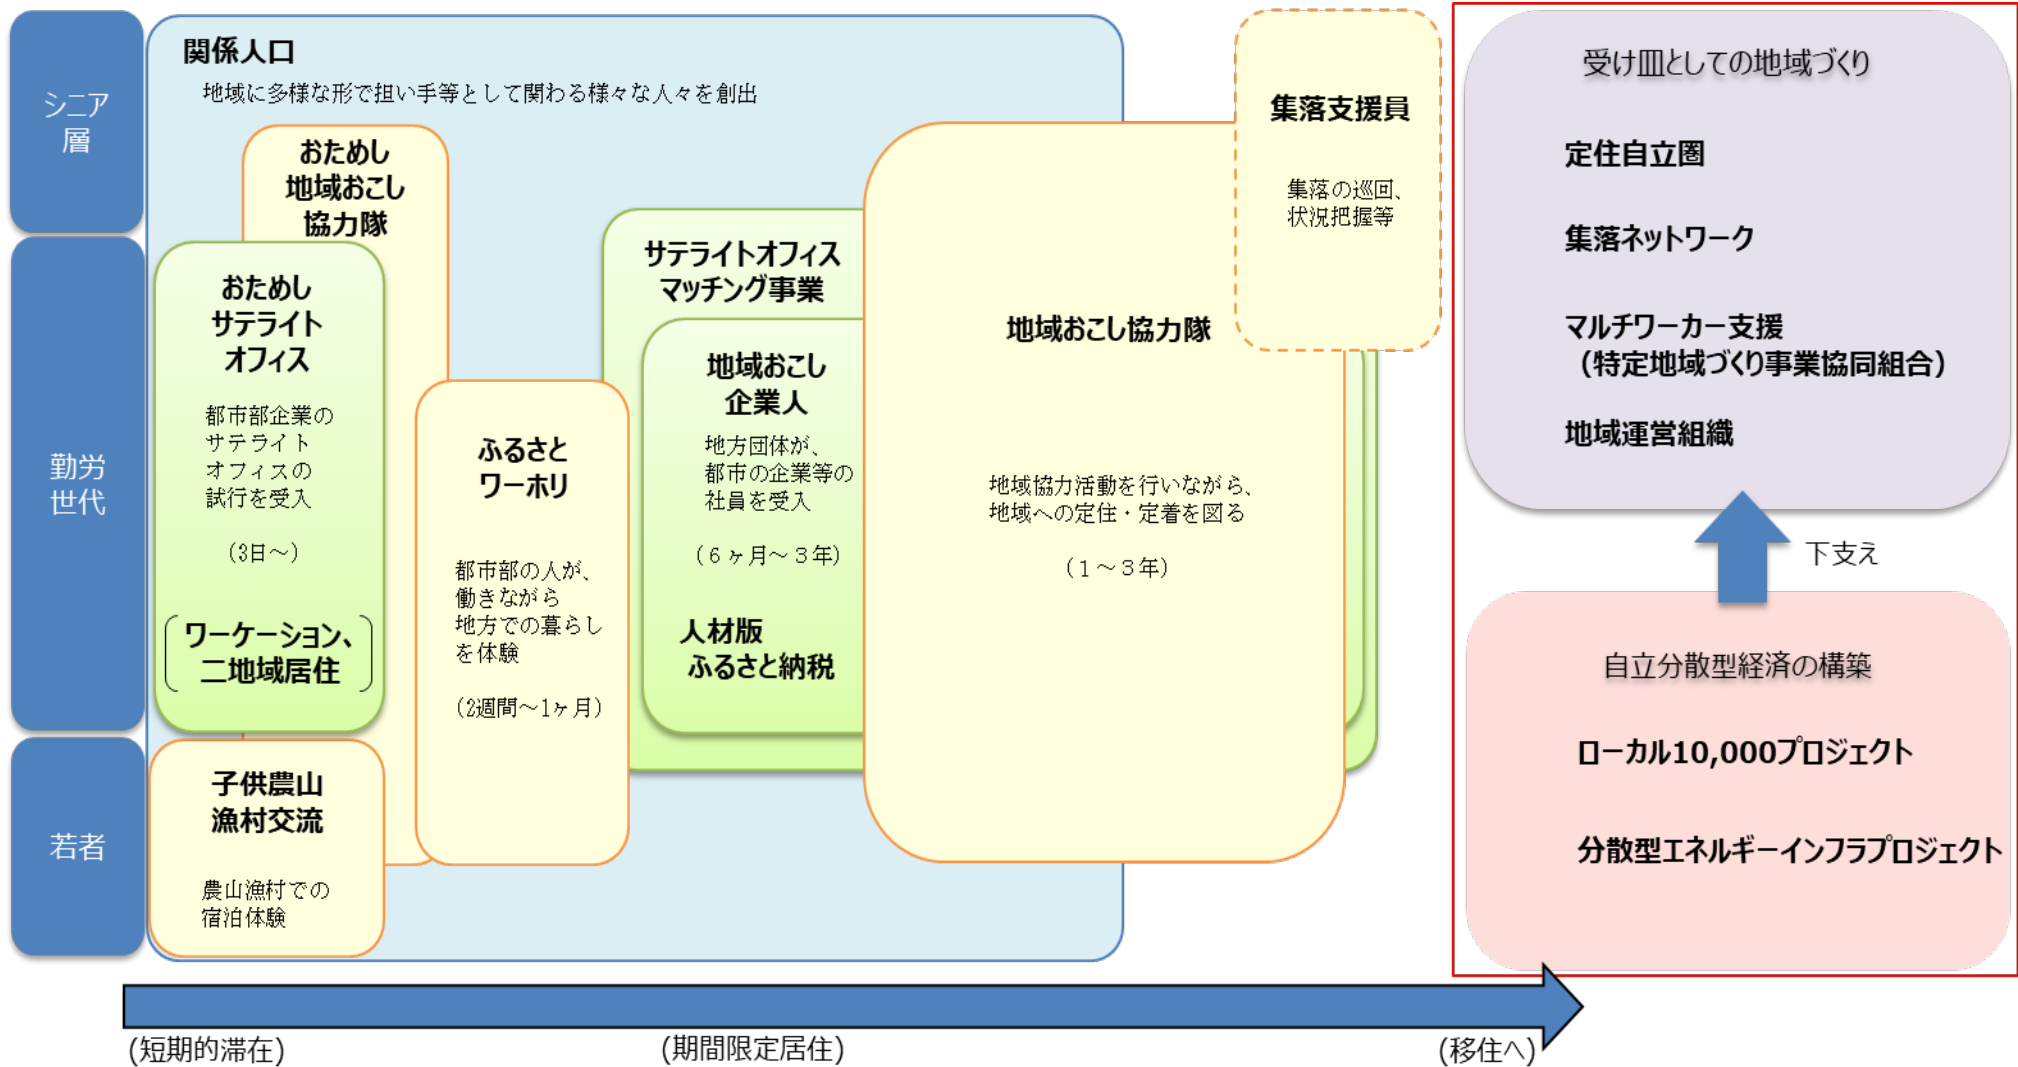 シニア
層
勤労
世代
若者
関係人口
地域に多様な形で担い手等として関わる様々な人々を創出
おためし
地域おこし
協力隊
おためし
サテライト
オフィス
都市部企業の
サテライト
オフィスの
試行を受入
(3日～)
ワーケーション、
二地域居住
子供農山
漁村交流
農山漁村での
宿泊体験
ふるさと
ワーホリ
都市部の人が、
働きながら
地方での暮らし
を体験
(2週間～1ヶ月)
サテライトオフィス
マッチング事業
地域おこし
企業人
地方団体が、
都市の企業等の
社員を受入
(６ヶ月～３年)
人材版
ふるさと納税
地域おこし協力隊
地域協力活動を行いながら、
地域への定住・定着を図る
(１～３年)
集落支援員
集落の巡回、
状況把握等
受け皿としての地域づくり
定住自立圏
集落ネットワーク
マルチワーカー支援
（特定地域づくり事業協同組合）
地域運営組織
下支え
自立分散型経済の構築
ローカル10,000プロジェクト
分散型エネルギーインフラプロジェクト
(短期的滞在)
(期間限定居住)
(移住へ)